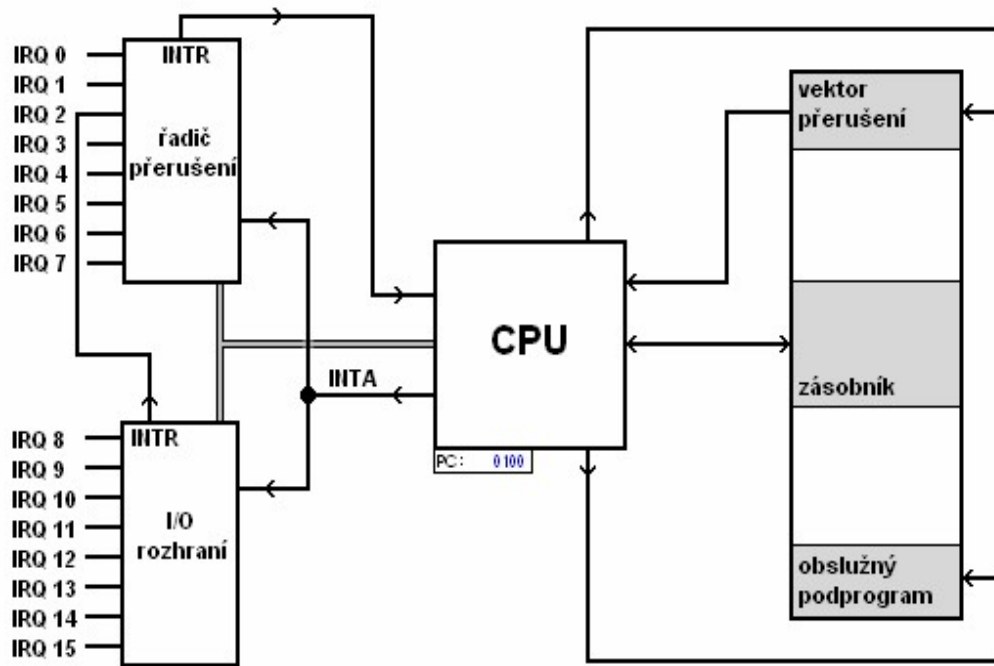 IRQ 0
IRQ 1
IRQ 2
IRQ 3
IRQ 4
IRQ 5
IRQ 6
IRQ 7
INTR
řadič
přerušení
IRQ 8
IRQ 9
IRQ 10
IRQ 11
IRQ 12
IRQ 13
IRQ 14
IRQ 15
INTR
I/O
rozhraní
INTA
CPU
PC: 0100
vektor
přerušení
zásobník
obslužný
podprogram